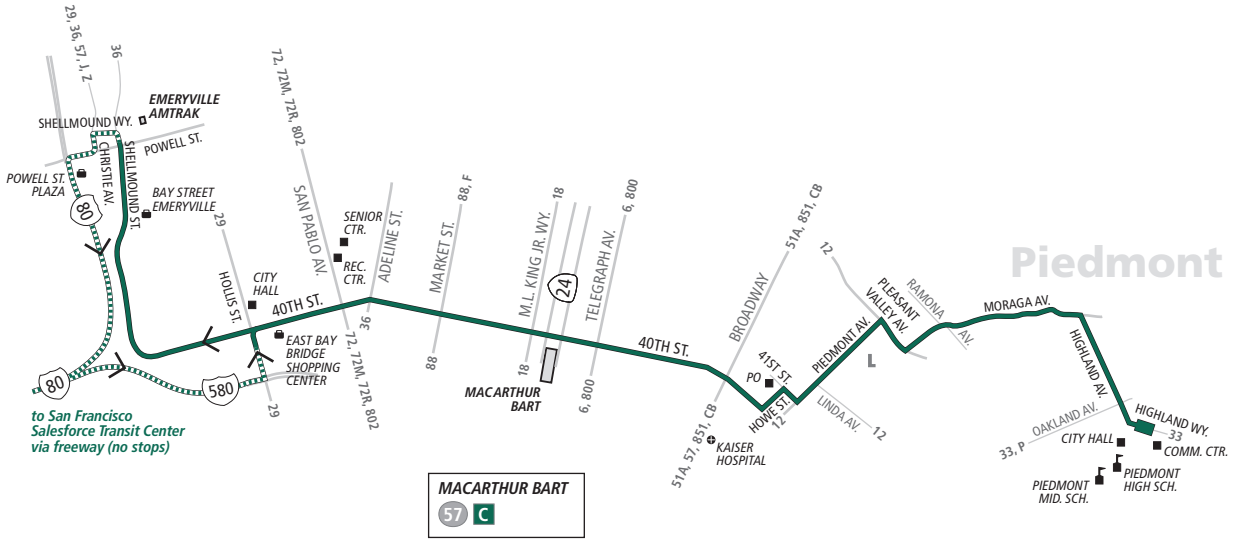 29, 36, 57, J, Z
36
EMERYVILLE
AMTRAK
SHELLMOUND WY.
POWELL ST.
CHRISTIE AV.
SHELLMOUND ST.
POWELL ST.
PLAZA
80
BAY STREET
EMERYVILLE
29
HOLLIS ST.
CITY
HALL
40TH ST.
72, 72M, 72R, 802
SAN PABLO AV.
SENIOR
CTR.
REC.
CTR.
ADELINE ST.
36
72, 72M, 72R, 802
EAST BAY
BRIDGE
SHOPPING
CENTER
80
580
29
to San Francisco
Salesforce Transit Center
via freeway (no stops)
88, F
MARKET ST.
88
18
M.L. KING JR. WY.
24
18
MACARTHUR
BART
6, 800
TELEGRAPH AV.
6, 800
40TH ST.
51A, 851, CB
BROADWAY
51A, 57, 851, CB
41ST ST.
PO
HOWE ST.
12
KAISER
HOSPITAL
12
PIEDMONT AV.
PLEASANT
VALLEY AV.
LINDA AV.
12
L
RAMONA
AV.
Piedmont
MORAGA AV.
HIGHLAND AV.
OAKLAND AV.
33, P
HIGHLAND WY.
33
CITY HALL
COMM. CTR.
PIEDMONT
HIGH SCH.
PIEDMONT
MID. SCH.
MACARTHUR BART
57 C